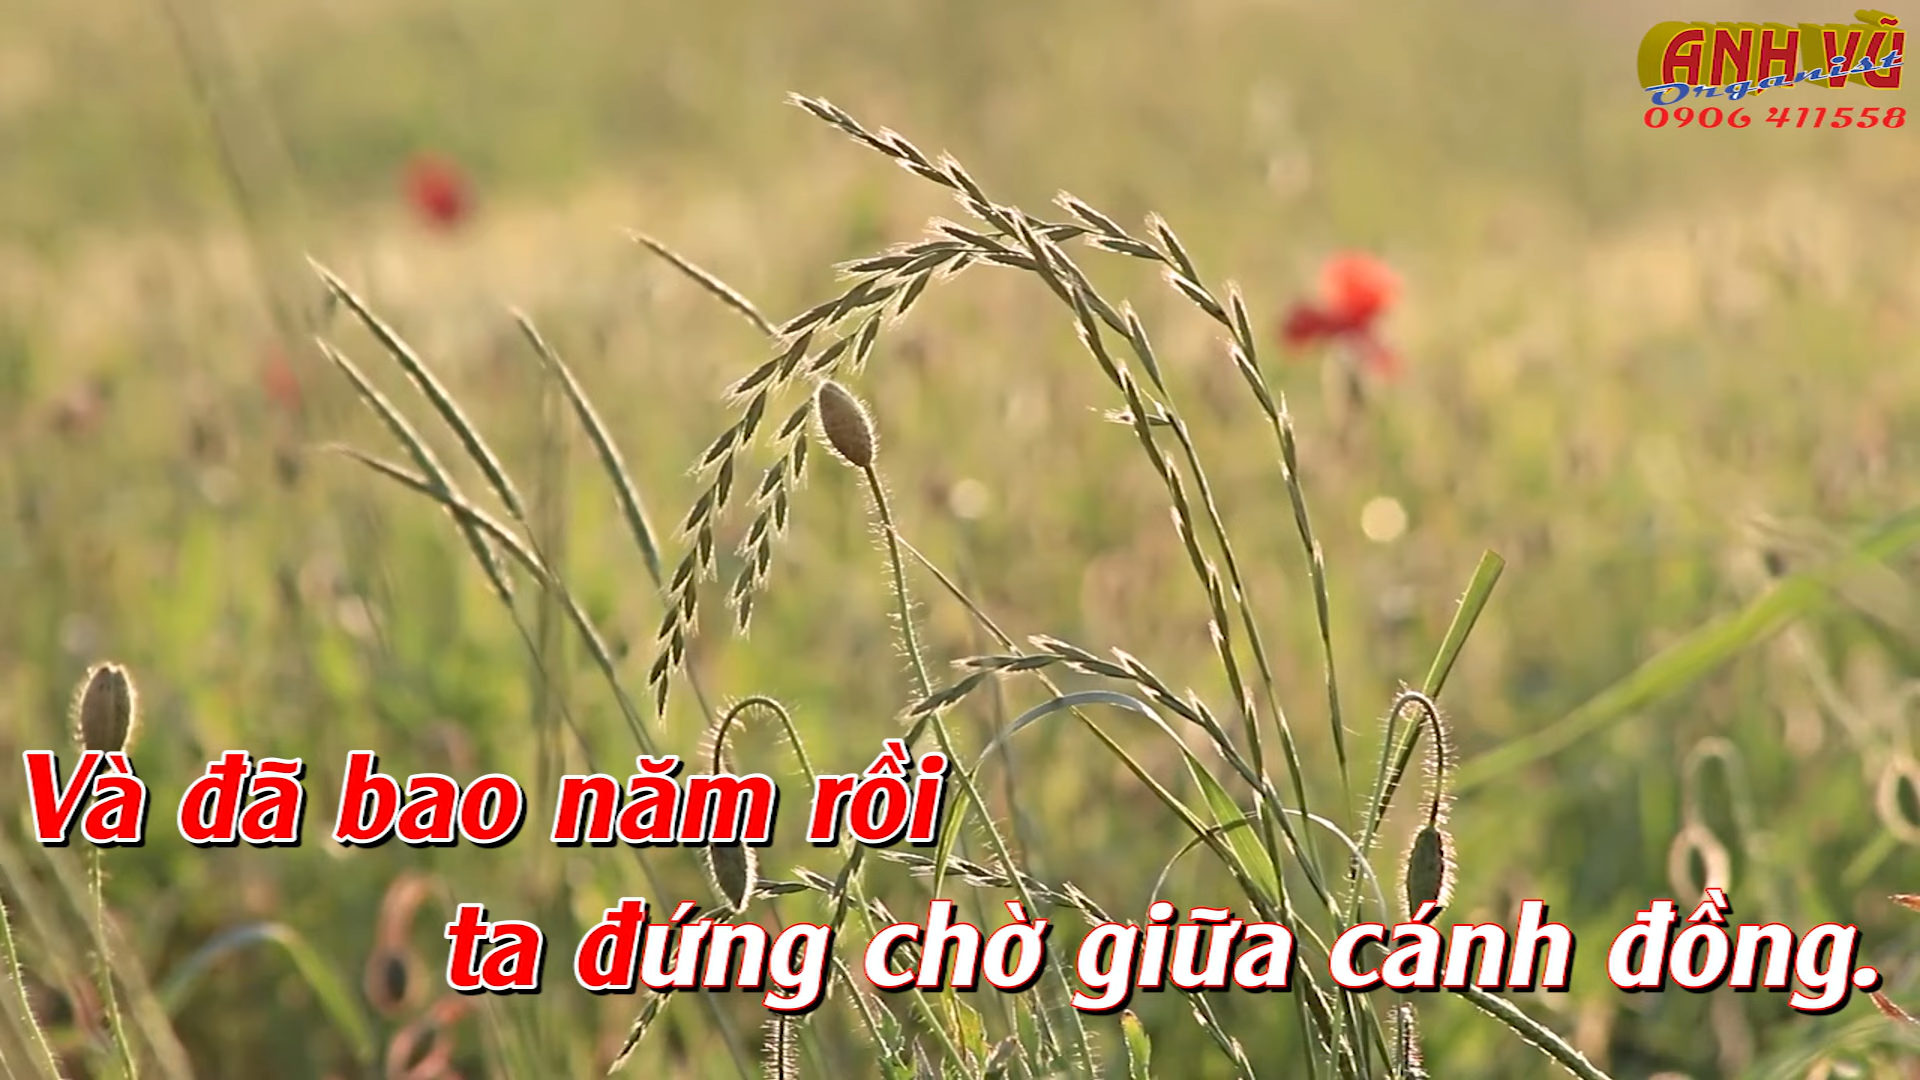 ANH VŨ
Organist
0906 411558
Và đã bao năm rồi
ta đứng chờ giữa cánh đồng.